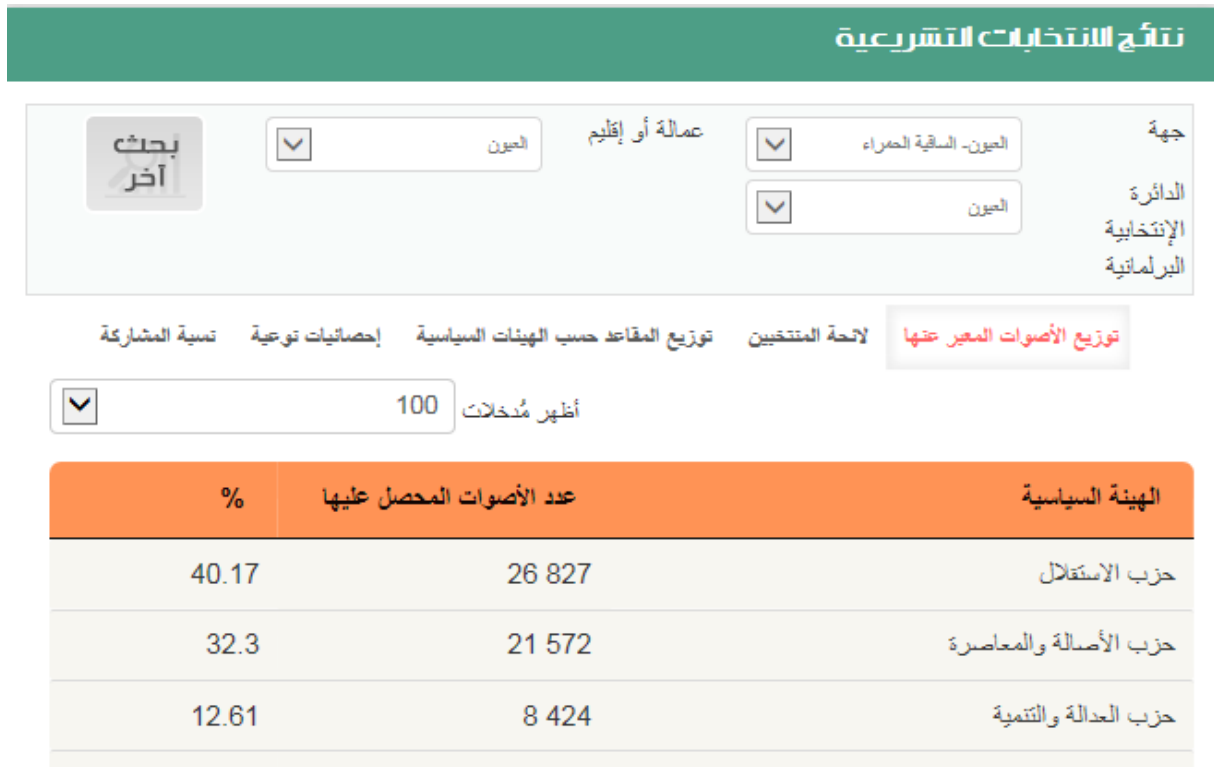 نتائج الانتخابات التشريعية
جهة العيون- الساقية الحمراء عمالة أو إقليم العيون
بحث آخر
الدائرة الإنتخابية البرلمانية العيون
توزيع الأصوات المعبر عنها لائحة المنتخبين توزيع المقاعد حسب الهيئات السياسية إحصائيات نوعية نسبة المشاركة
أظهر مُدخلات 100
الهيئة السياسية عدد الأصوات المحصل عليها %
حزب الاستقلال 26 827 40.17
حزب الأصالة والمعاصرة 21 572 32.3
حزب العدالة والتنمية 8 424 12.61